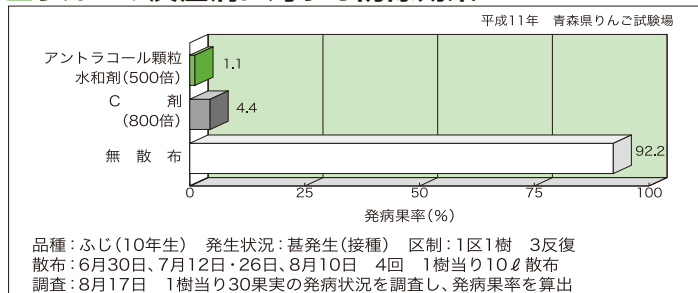 平成11年 青森県りんご試験場
アントラコール顆粒
水和剤(500倍)
1.1
C 剤
(800倍)
4.4
無 散 布
92.2
0 25 50 75 100
発病果率(%)
品種:ふじ(10年生) 発生状況:甚発生(接種) 区制:1区1樹 3反復
散布:6月30日、7月12日・26日、8月10日 4回 1樹当り10ℓ散布
調査:8月17日 1樹当り30果実の発病状況を調査し、発病果率を算出